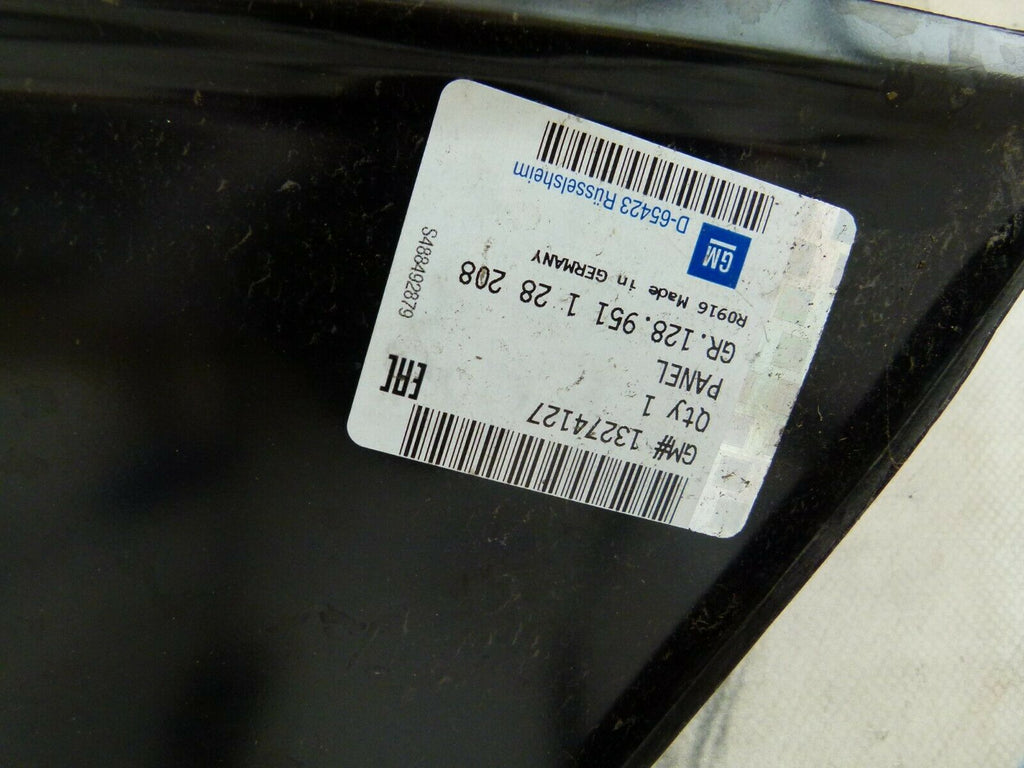 GM# 13274127
Qty 1
PANEL
GR.128.951 1 28 208
R0916 Made in GERMANY
GM
D-65423 Rüsselsheim
EAC
S488492879